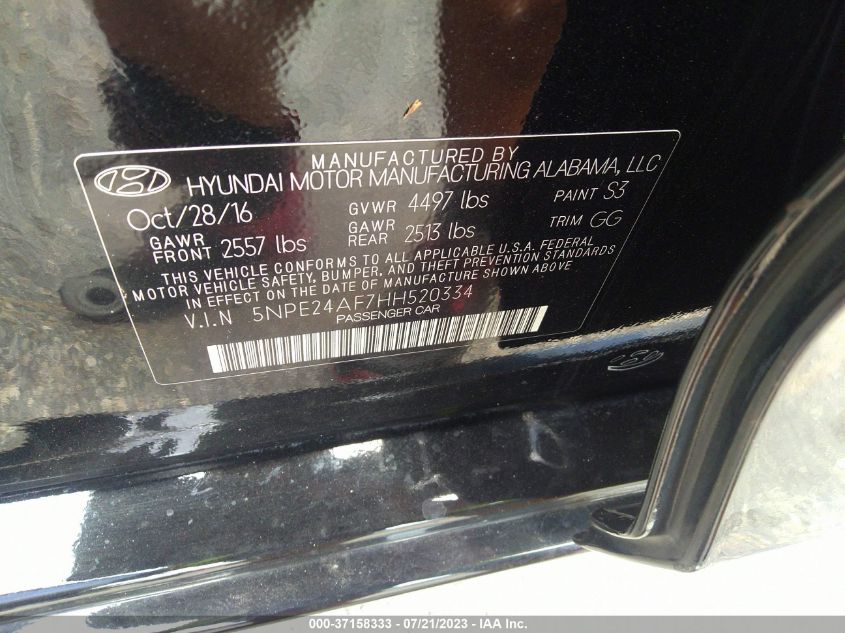 MANUFACTURED BY
HYUNDAI MOTOR MANUFACTURING ALABAMA, LLC
Oct/28/16 GVWR 4497 lbs PAINT S3
GAWR FRONT 2557 lbs GAWR REAR 2513 lbs TRIM GG
THIS VEHICLE CONFORMS TO ALL APPLICABLE U.S.A. FEDERAL
MOTOR VEHICLE SAFETY, BUMPER, AND THEFT PREVENTION STANDARDS
IN EFFECT ON THE DATE OF MANUFACTURE SHOWN ABOVE
V.I.N 5NPE24AF7HH520334
PASSENGER CAR
000-37158333 - 07/21/2023 - IAA Inc.